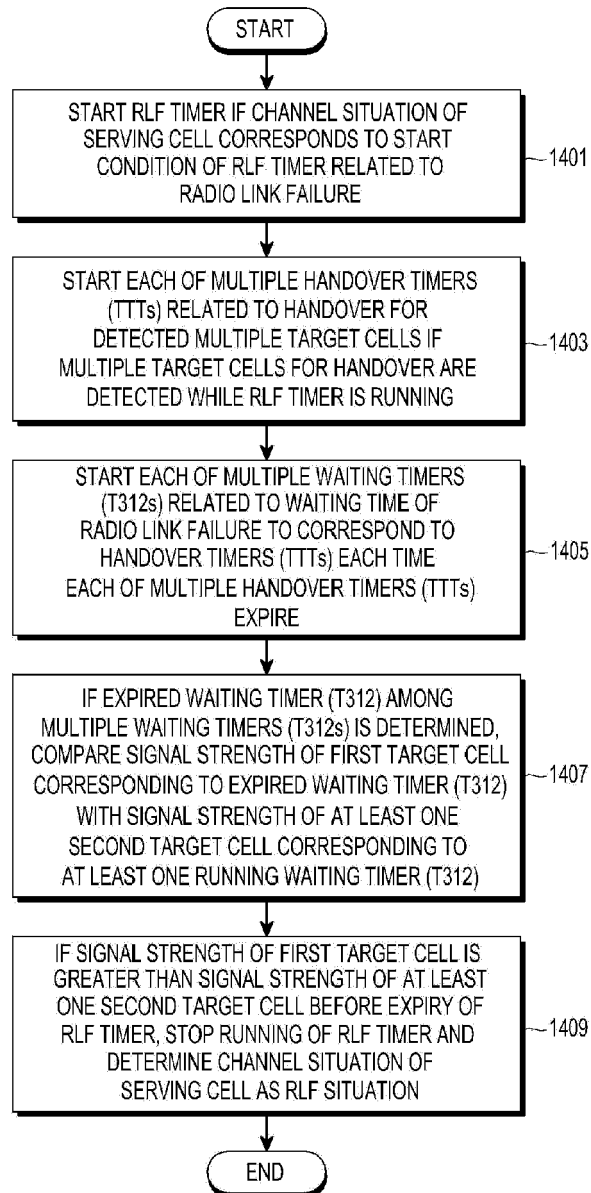 START
START RLF TIMER IF CHANNEL SITUATION OF
SERVING CELL CORRESPONDS TO START
CONDITION OF RLF TIMER RELATED TO
RADIO LINK FAILURE
1401
START EACH OF MULTIPLE HANDOVER TIMERS
(TTTs) RELATED TO HANDOVER FOR
DETECTED MULTIPLE TARGET CELLS IF
MULTIPLE TARGET CELLS FOR HANDOVER ARE
DETECTED WHILE RLF TIMER IS RUNNING
1403
START EACH OF MULTIPLE WAITING TIMERS
(T312s) RELATED TO WAITING TIME OF
RADIO LINK FAILURE TO CORRESPOND TO
HANDOVER TIMERS (TTTs) EACH TIME
EACH OF MULTIPLE HANDOVER TIMERS (TTTs)
EXPIRE
1405
IF EXPIRED WAITING TIMER (T312) AMONG
MULTIPLE WAITING TIMERS (T312s) IS DETERMINED,
COMPARE SIGNAL STRENGTH OF FIRST TARGET CELL
CORRESPONDING TO EXPIRED WAITING TIMER (T312)
WITH SIGNAL STRENGTH OF AT LEAST ONE
SECOND TARGET CELL CORRESPONDING TO
AT LEAST ONE RUNNING WAITING TIMER (T312)
1407
IF SIGNAL STRENGTH OF FIRST TARGET CELL IS
GREATER THAN SIGNAL STRENGTH OF AT LEAST
ONE SECOND TARGET CELL BEFORE EXPIRY OF
RLF TIMER, STOP RUNNING OF RLF TIMER AND
DETERMINE CHANNEL SITUATION OF
SERVING CELL AS RLF SITUATION
1409
END